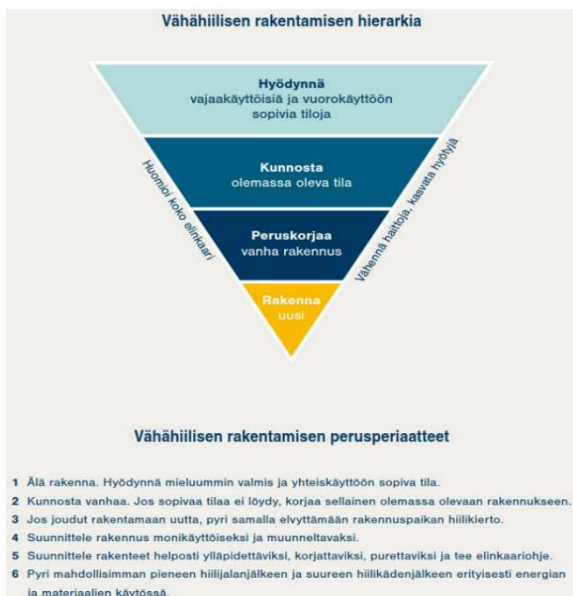 Vähähiilisen rakentamisen hierarkia
Hyödynnä
vajaakäyttöisiä ja vuorokäyttöön
sopivia tiloja
Huomioi koko elinkaari
Kunnosta
olemassa oleva tila
Vähennä haittoja, kasvata hyötyjä
Peruskorjaa
vanha rakennus
Rakenna
uusi
Vähähiilisen rakentamisen perusperiaatteet
1 Älä rakenna. Hyödynnä mieluummin valmis ja yhteiskäyttöön sopiva tila.
2 Kunnosta vanhaa. Jos sopivaa tilaa ei löydy, korjaa sellainen olemassa olevaan rakennukseen.
3 Jos joudut rakentamaan uutta, pyri samalla elvyttämään rakennuspaikan hiilikierto.
4 Suunnittele rakennus monikäyttöiseksi ja muunneltavaksi.
5 Suunnittele rakenteet helposti ylläpidettäviksi, korjattaviksi, purettaviksi ja tee elinkaariohje.
6 Pyri mahdollisimman pieneen hiilijalanjälkeen ja suureen hiilikädenjälkeen erityisesti energian
ja materiaalien käytössä.